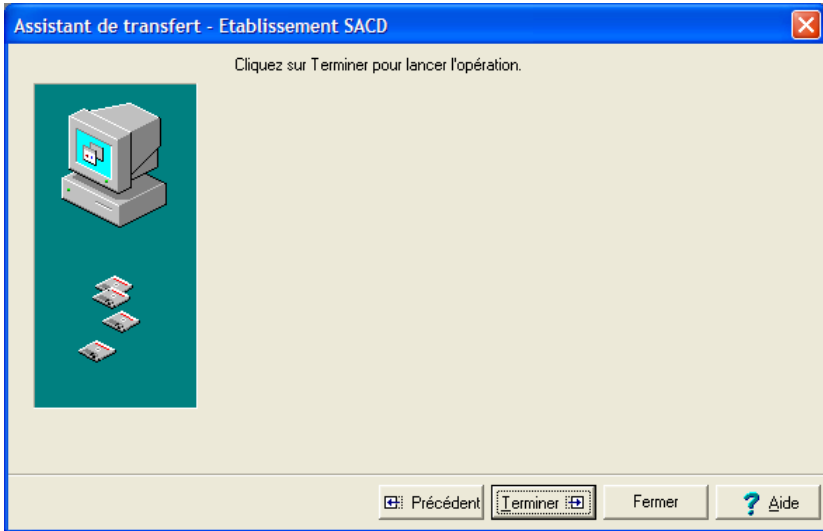 Assistant de transfert - Etablissement SACD
Cliquez sur Terminer pour lancer l'opération.
Précédent Terminer Fermer ? Aide